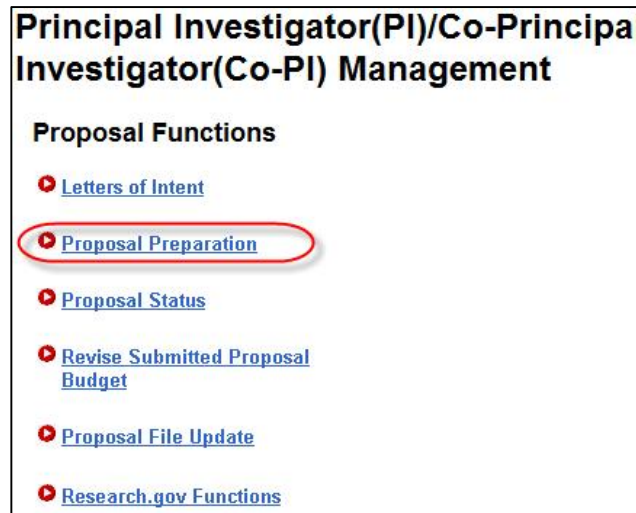 Principal Investigator(PI)/Co-Principa
Investigator(Co-PI) Management
Proposal Functions
Letters of Intent
Proposal Preparation
Proposal Status
Revise Submitted Proposal
Budget
Proposal File Update
Research.gov Functions